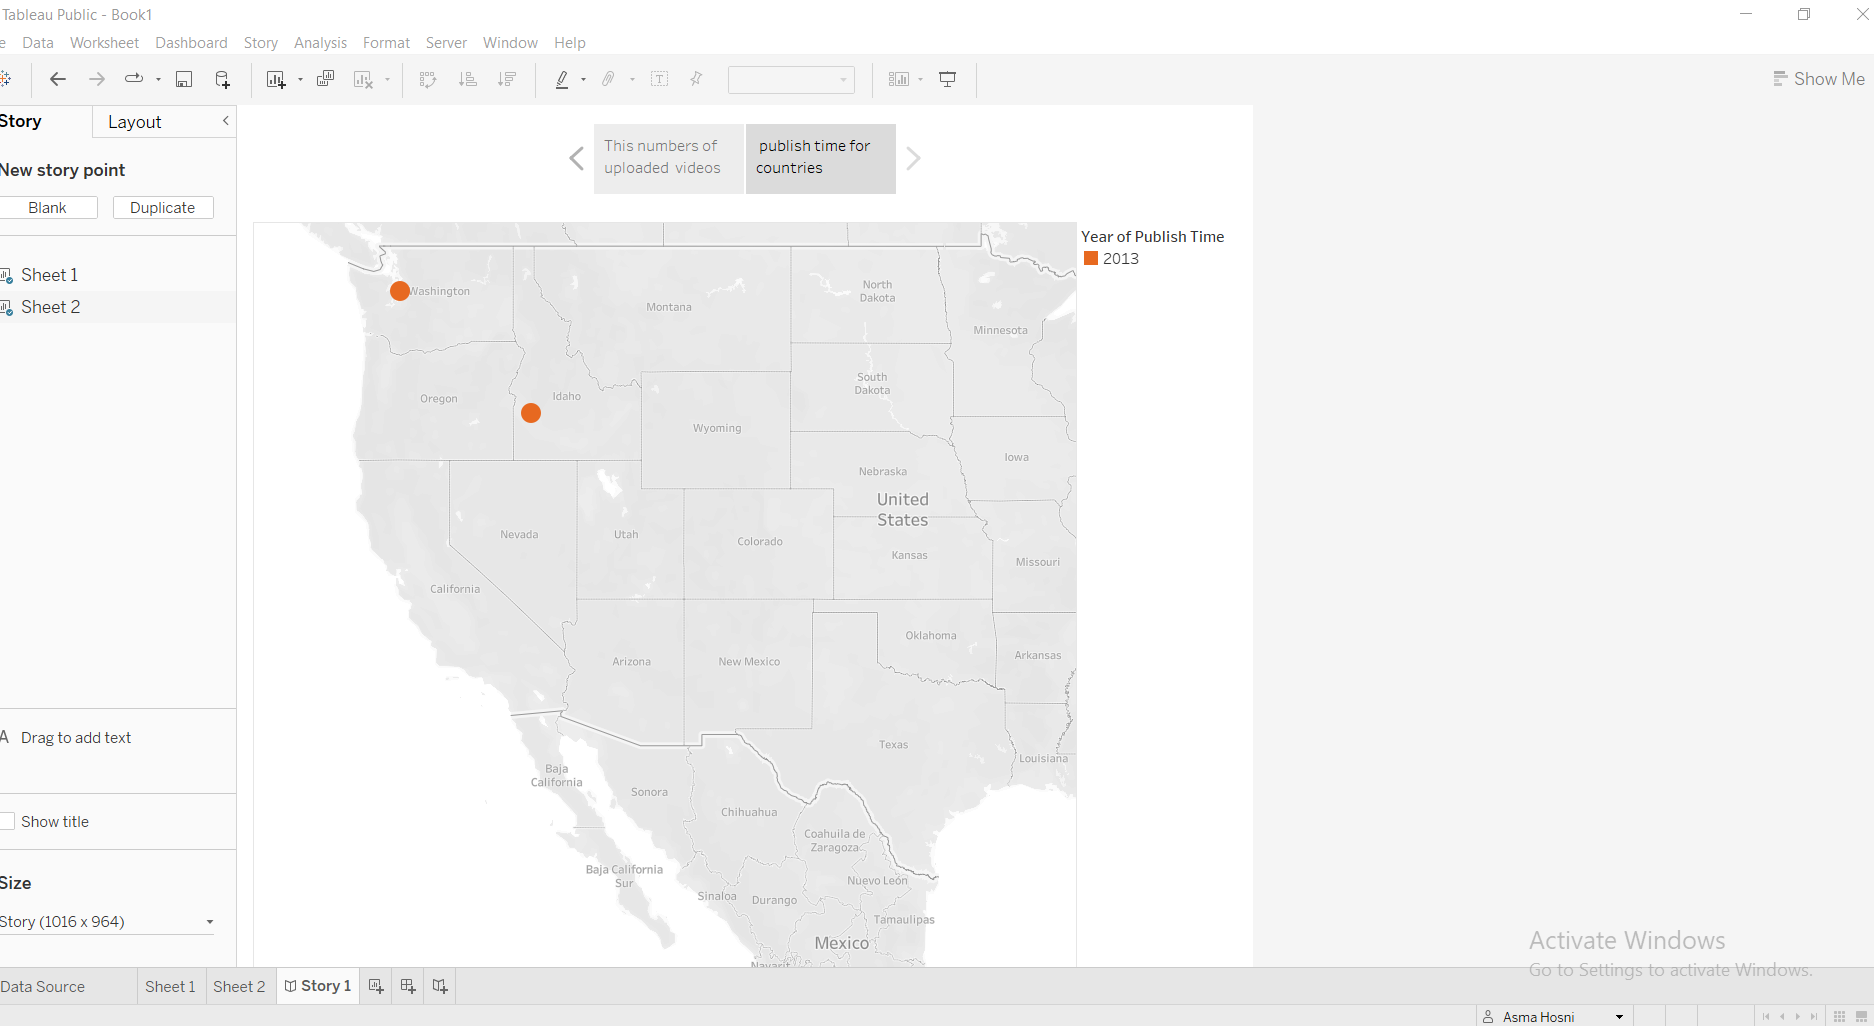 Tableau Public - Book1
e Data Worksheet Dashboard Story Analysis Format Server Window Help
Show Me
Story Layout
New story point
Blank Duplicate
Sheet 1
Sheet 2
A Drag to add text
Show title
Size
Story (1016 x 964)
This numbers of
uploaded videos
publish time for
countries
Year of Publish Time
2013
Washington
Montana
North
Dakota
Minnesota
Oregon
Idaho
South
Dakota
Wyoming
Iowa
Nebraska
United
States
Nevada
Utah
Colorado
Kansas
Missouri
California
Oklahoma
Arizona
New Mexico
Arkansas
Texas
Louisiana
Baja
California
Sonora
Chihuahua
Coahuila de
Zaragoza
Baja California
Sur
Nuevo León
Sinaloa
Durango
Tamaulipas
Mexico
Nayarit
Activate Windows
Go to Settings to activate Windows.
Data Source Sheet 1 Sheet 2 Story 1
Asma Hosni